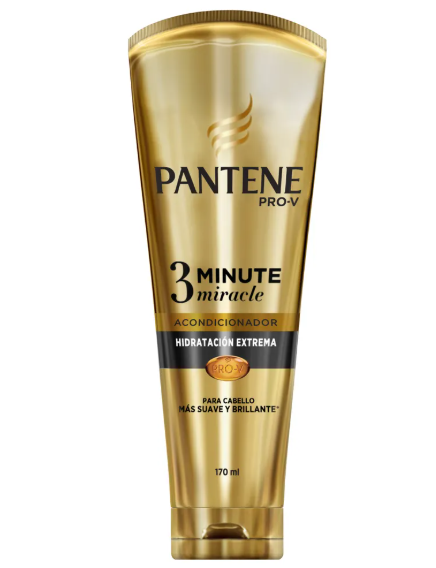 PANTENE
PRO-V
3 MINUTE
miracle
ACONDICIONADOR
HIDRATACIÓN EXTREMA
PRO-V
PARA CABELLO
MÁS SUAVE Y BRILLANTE*
170 ml